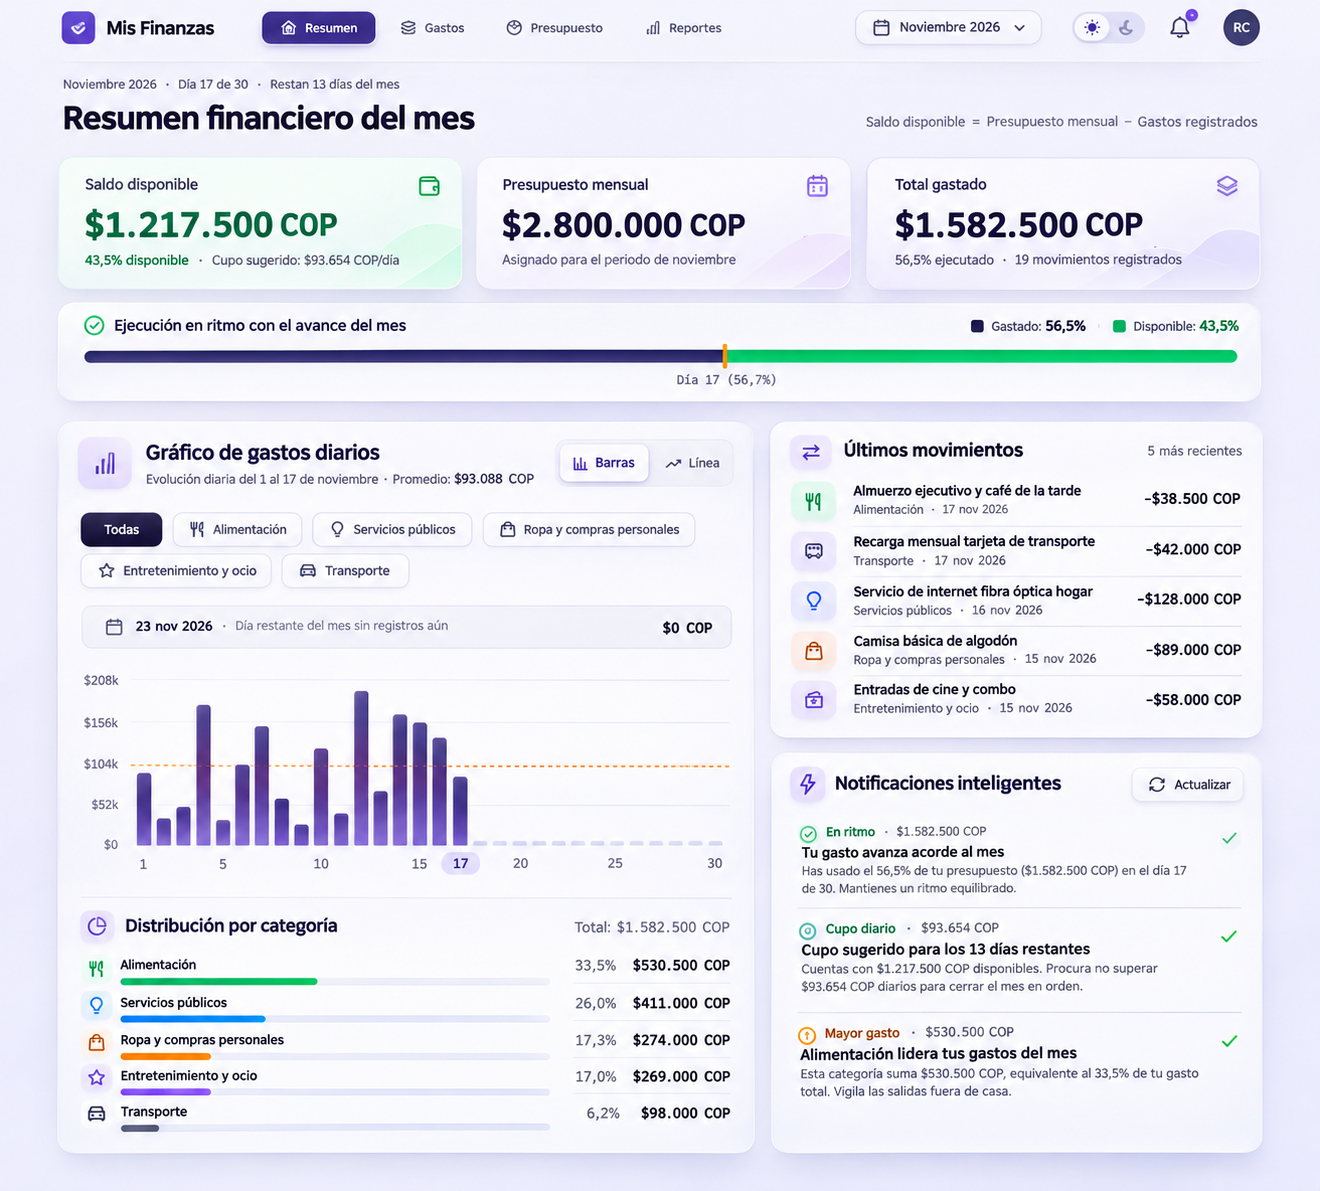 Mis Finanzas
Resumen
Gastos
Presupuesto
Reportes
Noviembre 2026
RC
Noviembre 2026 · Día 17 de 30 · Restan 13 días del mes
Resumen financiero del mes
Saldo disponible = Presupuesto mensual − Gastos registrados
Saldo disponible
$1.217.500 COP
43,5% disponible · Cupo sugerido: $93.654 COP/día
Presupuesto mensual
$2.800.000 COP
Asignado para el periodo de noviembre
Total gastado
$1.582.500 COP
56,5% ejecutado · 19 movimientos registrados
Ejecución en ritmo con el avance del mes
Gastado: 56,5%
Disponible: 43,5%
Día 17 (56,7%)
Gráfico de gastos diarios
Evolución diaria del 1 al 17 de noviembre · Promedio: $93.088 COP
Barras
Línea
Todas
Alimentación
Servicios públicos
Ropa y compras personales
Entretenimiento y ocio
Transporte
23 nov 2026 · Día restante del mes sin registros aún
$0 COP
$208k
$156k
$104k
$52k
$0
1 5 10 15 17 20 25 30
Distribución por categoría
Total: $1.582.500 COP
Alimentación
33,5% $530.500 COP
Servicios públicos
26,0% $411.000 COP
Ropa y compras personales
17,3% $274.000 COP
Entretenimiento y ocio
17,0% $269.000 COP
Transporte
6,2% $98.000 COP
Últimos movimientos
5 más recientes
Almuerzo ejecutivo y café de la tarde
Alimentación · 17 nov 2026
−$38.500 COP
Recarga mensual tarjeta de transporte
Transporte · 17 nov 2026
−$42.000 COP
Servicio de internet fibra óptica hogar
Servicios públicos · 16 nov 2026
−$128.000 COP
Camisa básica de algodón
Ropa y compras personales · 15 nov 2026
−$89.000 COP
Entradas de cine y combo
Entretenimiento y ocio · 15 nov 2026
−$58.000 COP
Notificaciones inteligentes
Actualizar
En ritmo · $1.582.500 COP
Tu gasto avanza acorde al mes
Has usado el 56,5% de tu presupuesto ($1.582.500 COP) en el día 17
de 30. Mantienes un ritmo equilibrado.
Cupo diario · $93.654 COP
Cupo sugerido para los 13 días restantes
Cuentas con $1.217.500 COP disponibles. Procura no superar
$93.654 COP diarios para cerrar el mes en orden.
Mayor gasto · $530.500 COP
Alimentación lidera tus gastos del mes
Esta categoría suma $530.500 COP, equivalente al 33,5% de tu gasto
total. Vigila las salidas fuera de casa.